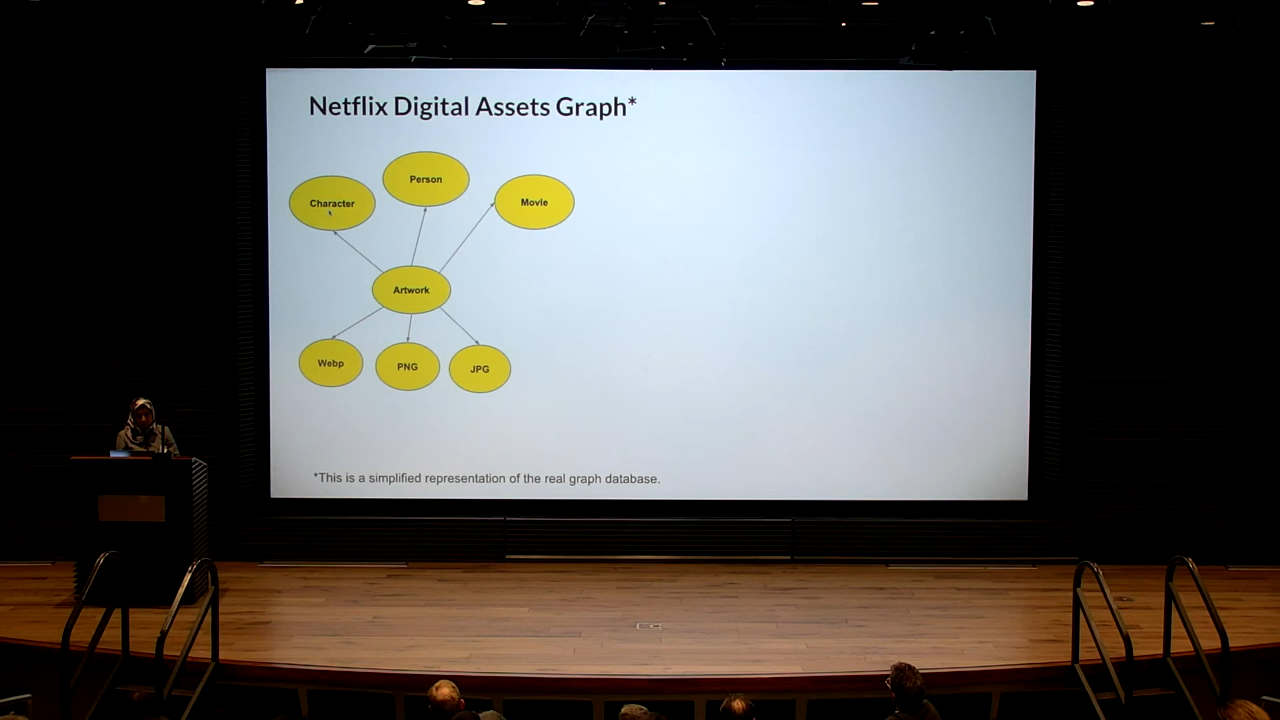 Netflix Digital Assets Graph*
Person
Character
Movie
Artwork
Webp
PNG
JPG
*This is a simplified representation of the real graph database.